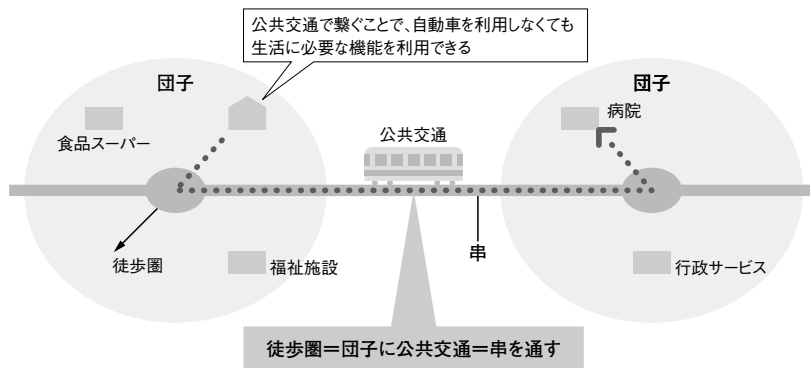 公共交通で繋ぐことで、自動車を利用しなくても
生活に必要な機能を利用できる
団子
団子
食品スーパー
病院
公共交通
徒歩圏
福祉施設
串
行政サービス
徒歩圏＝団子に公共交通＝串を通す